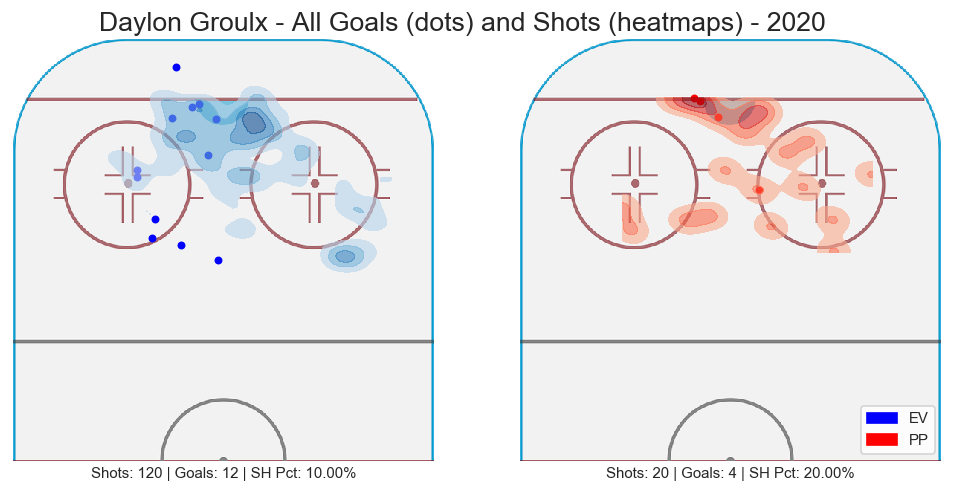 Daylon Groulx - All Goals (dots) and Shots (heatmaps) - 2020
EV
PP
Shots: 120 | Goals: 12 | SH Pct: 10.00%
Shots: 20 | Goals: 4 | SH Pct: 20.00%